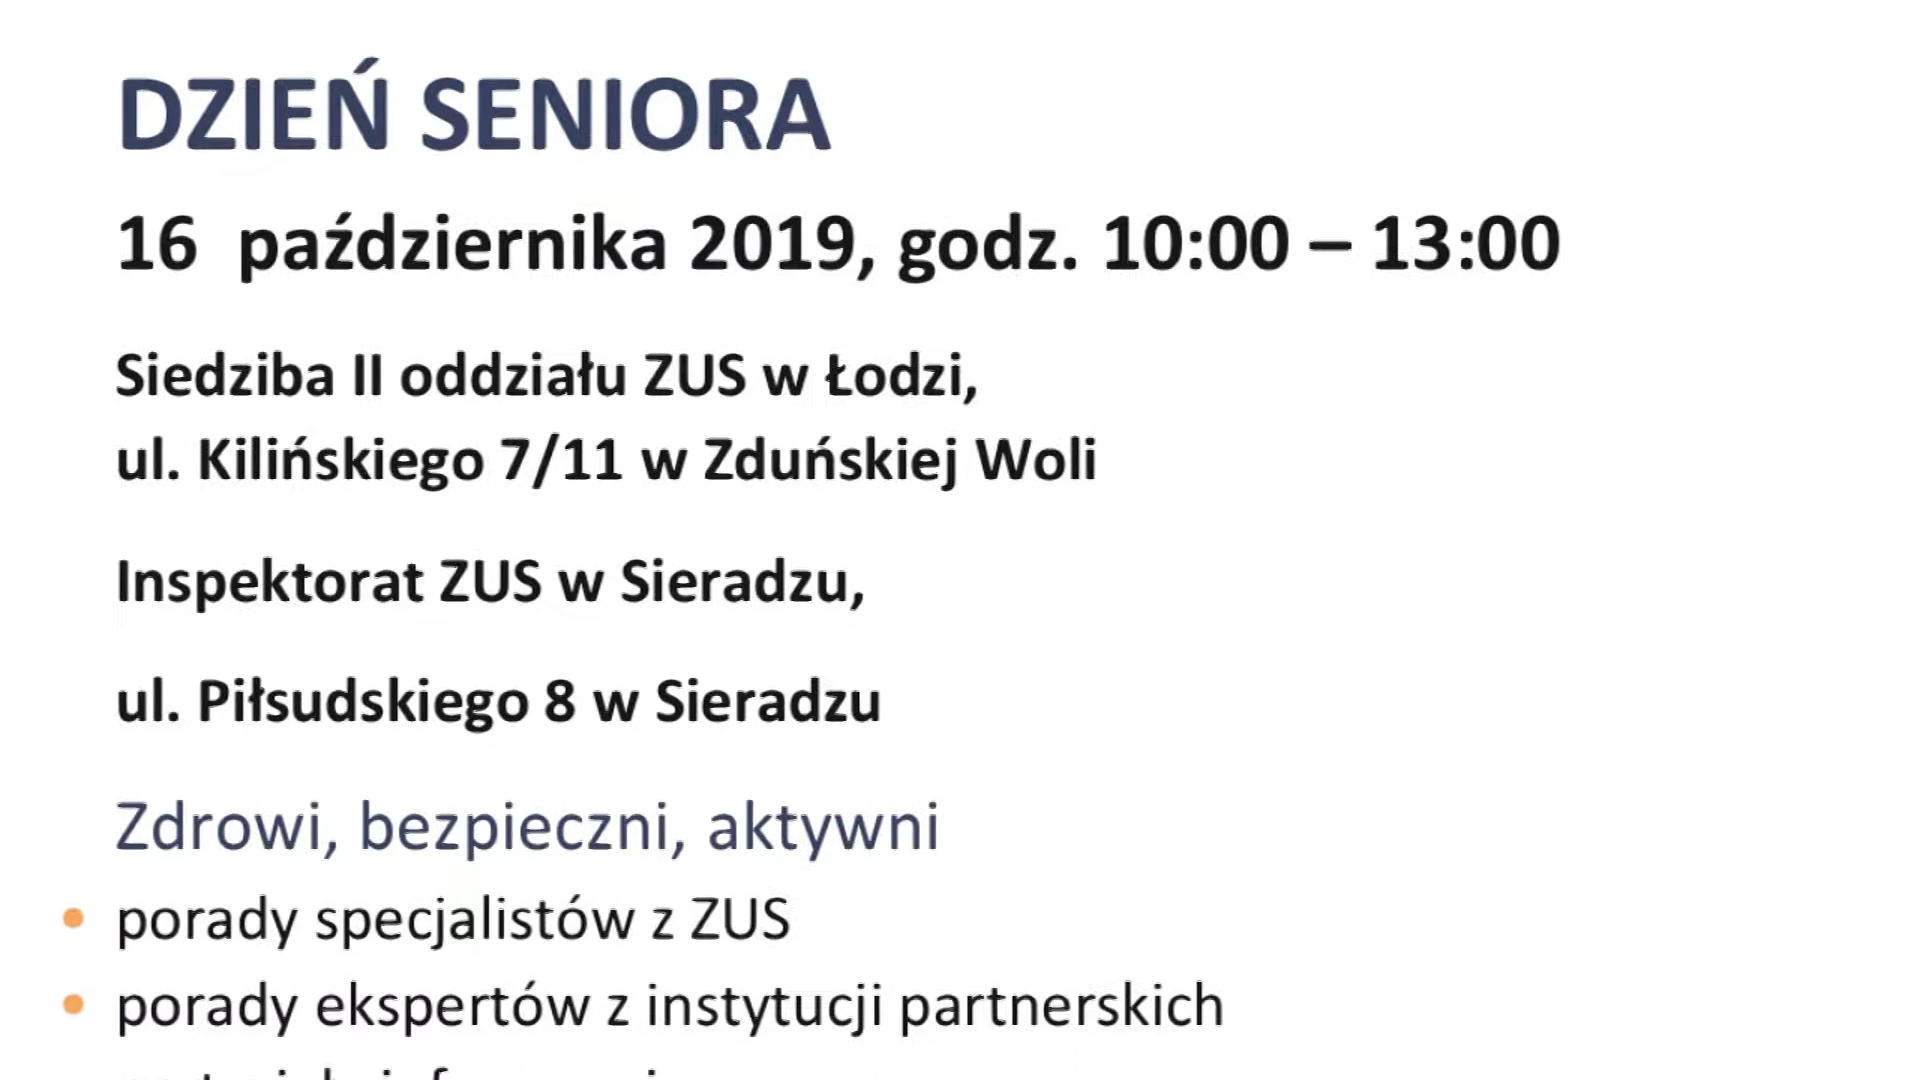 DZIEŃ SENIORA
16 października 2019, godz. 10:00 – 13:00
Siedziba II oddziału ZUS w Łodzi,
ul. Kilińskiego 7/11 w Zduńskiej Woli
Inspektorat ZUS w Sieradzu,
ul. Piłsudskiego 8 w Sieradzu
Zdrowi, bezpieczni, aktywni
• porady specjalistów z ZUS
• porady ekspertów z instytucji partnerskich